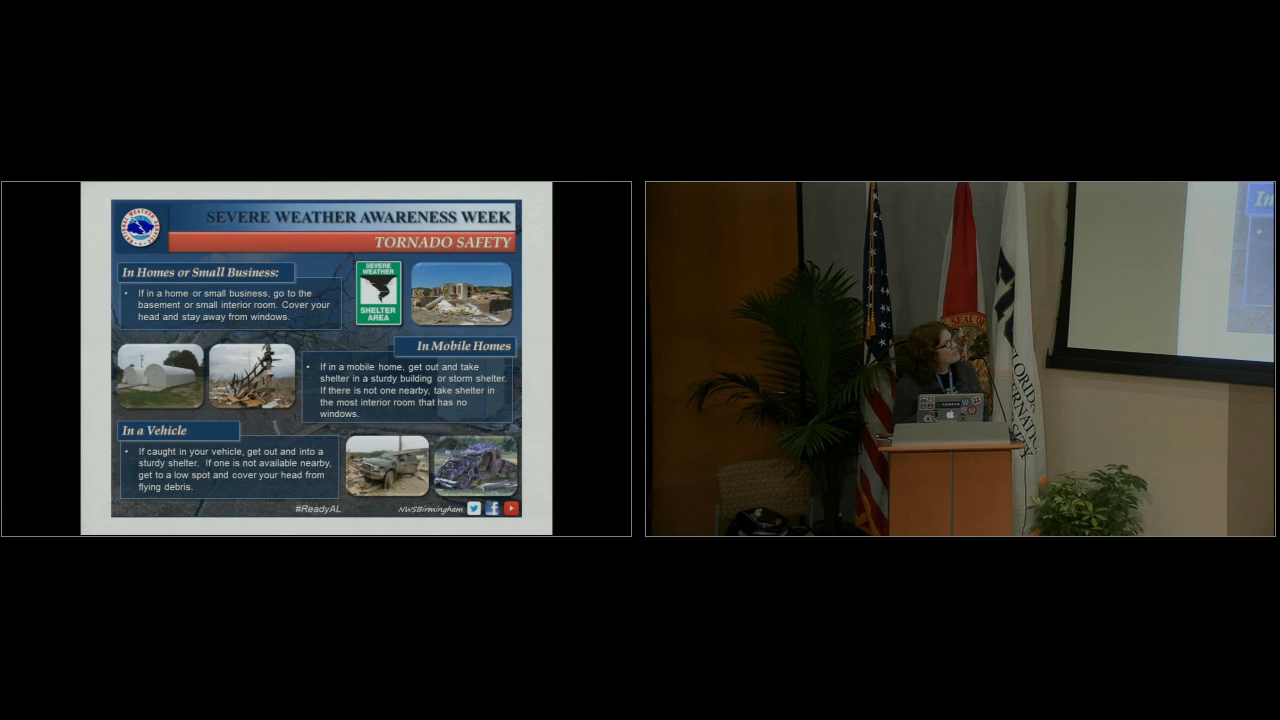 SEVERE WEATHER AWARENESS WEEK
TORNADO SAFETY
In Homes or Small Business:
• If in a home or small business, go to the
basement or small interior room. Cover your
head and stay away from windows.
SEVERE
WEATHER
SHELTER
AREA
In Mobile Homes
• If in a mobile home, get out and take
shelter in a sturdy building or storm shelter.
If there is not one nearby, take shelter in
the most interior room that has no
windows.
In a Vehicle
• If caught in your vehicle, get out and into a
sturdy shelter. If one is not available nearby,
get to a low spot and cover your head from
flying debris.
#ReadyAL
NWSBirmingham
In
SEAL OF